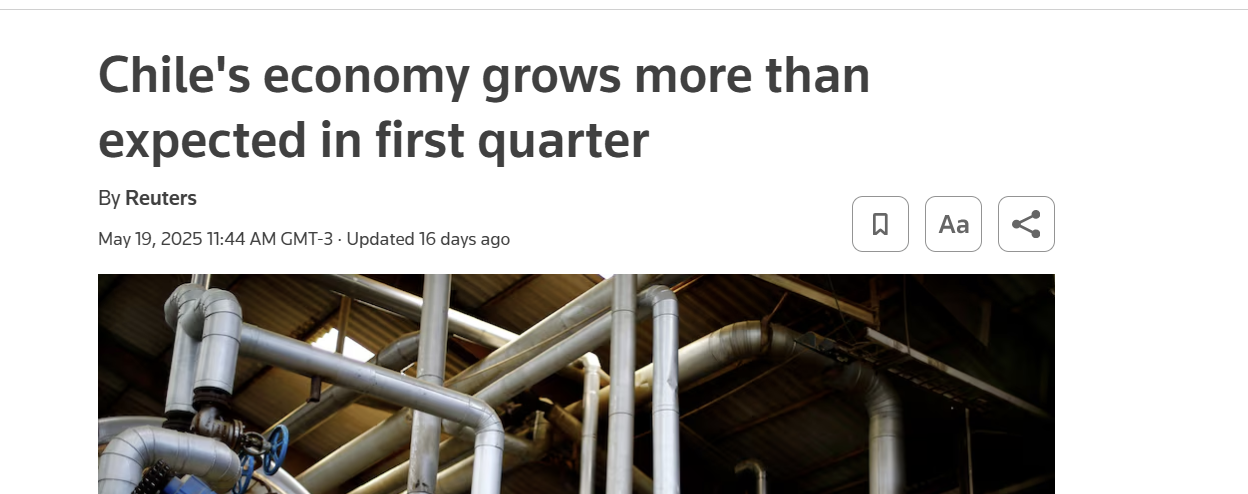 Chile's economy grows more than
expected in first quarter
By Reuters
May 19, 2025 11:44 AM GMT-3 · Updated 16 days ago
Aa